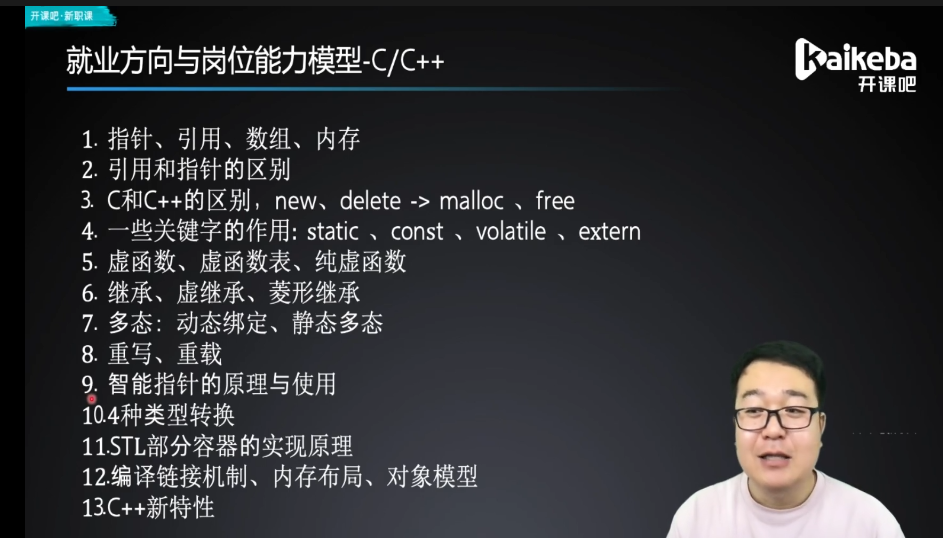 开课吧·新职课
就业方向与岗位能力模型-C/C++
kaikeba
开课吧
1. 指针、引用、数组、内存
2. 引用和指针的区别
3. C和C++的区别，new、delete -> malloc 、free
4. 一些关键字的作用: static 、const 、volatile 、extern
5. 虚函数、虚函数表、纯虚函数
6. 继承、虚继承、菱形继承
7. 多态：动态绑定、静态多态
8. 重写、重载
9. 智能指针的原理与使用
10.4种类型转换
11.STL部分容器的实现原理
12.编译链接机制、内存布局、对象模型
13.C++新特性